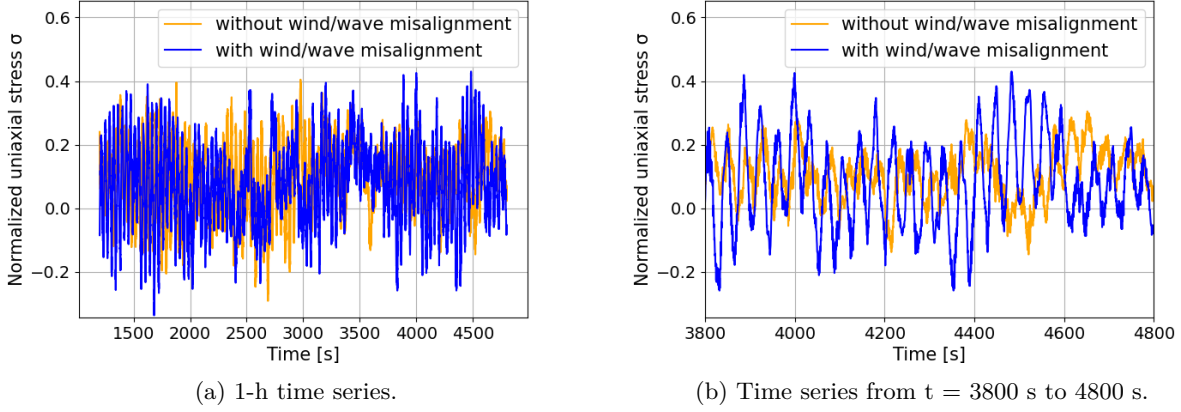 without wind/wave misalignment
with wind/wave misalignment
Normalized uniaxial stress σ
0.6
0.4
0.2
0.0
−0.2
1500 2000 2500 3000 3500 4000 4500
Time [s]
(a) 1-h time series.
without wind/wave misalignment
with wind/wave misalignment
Normalized uniaxial stress σ
0.6
0.4
0.2
0.0
−0.2
3800 4000 4200 4400 4600 4800
Time [s]
(b) Time series from t = 3800 s to 4800 s.